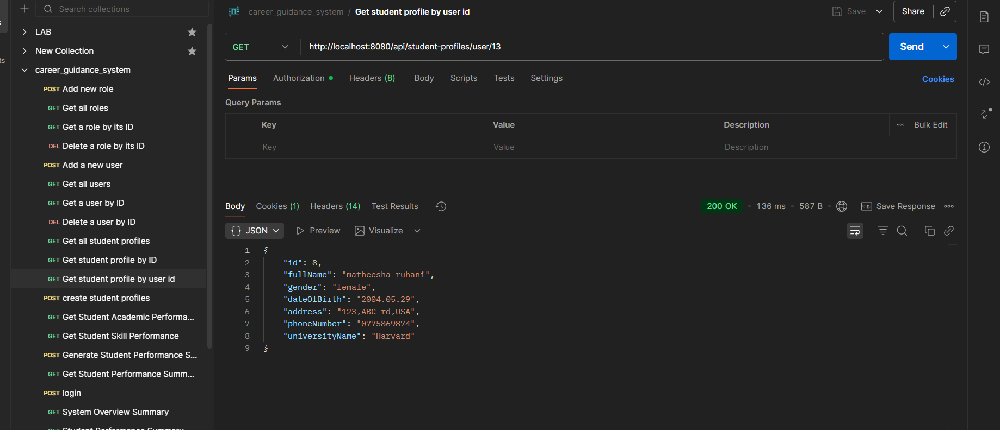 Search collections
LAB
New Collection
career_guidance_system
POST Add new role
GET Get all roles
GET Get a role by its ID
DEL Delete a role by its ID
POST Add a new user
GET Get all users
GET Get a user by ID
DEL Delete a user by ID
GET Get all student profiles
GET Get student profile by ID
GET Get student profile by user id
POST create student profiles
GET Get Student Academic Performa...
GET Get Student Skill Performance
POST Generate Student Performance S...
GET Get Student Performance Summ...
POST login
GET System Overview Summary
GET Student Performance Summary
HTTP career_guidance_system / Get student profile by user id
Save
Share
GET http://localhost:8080/api/student-profiles/user/13
Send
Params Authorization Headers (8) Body Scripts Tests Settings
Cookies
Query Params
Key Value Description Bulk Edit
Key Value Description
Body Cookies (1) Headers (14) Test Results
200 OK • 136 ms • 587 B • e.g. Save Response
{} JSON Preview Visualize
1 {
2 "id": 8,
3 "fullName": "matheesha ruhani",
4 "gender": "female",
5 "dateOfBirth": "2004.05.29",
6 "address": "123,ABC rd,USA",
7 "phoneNumber": "0775869874",
8 "universityName": "Harvard"
9 }